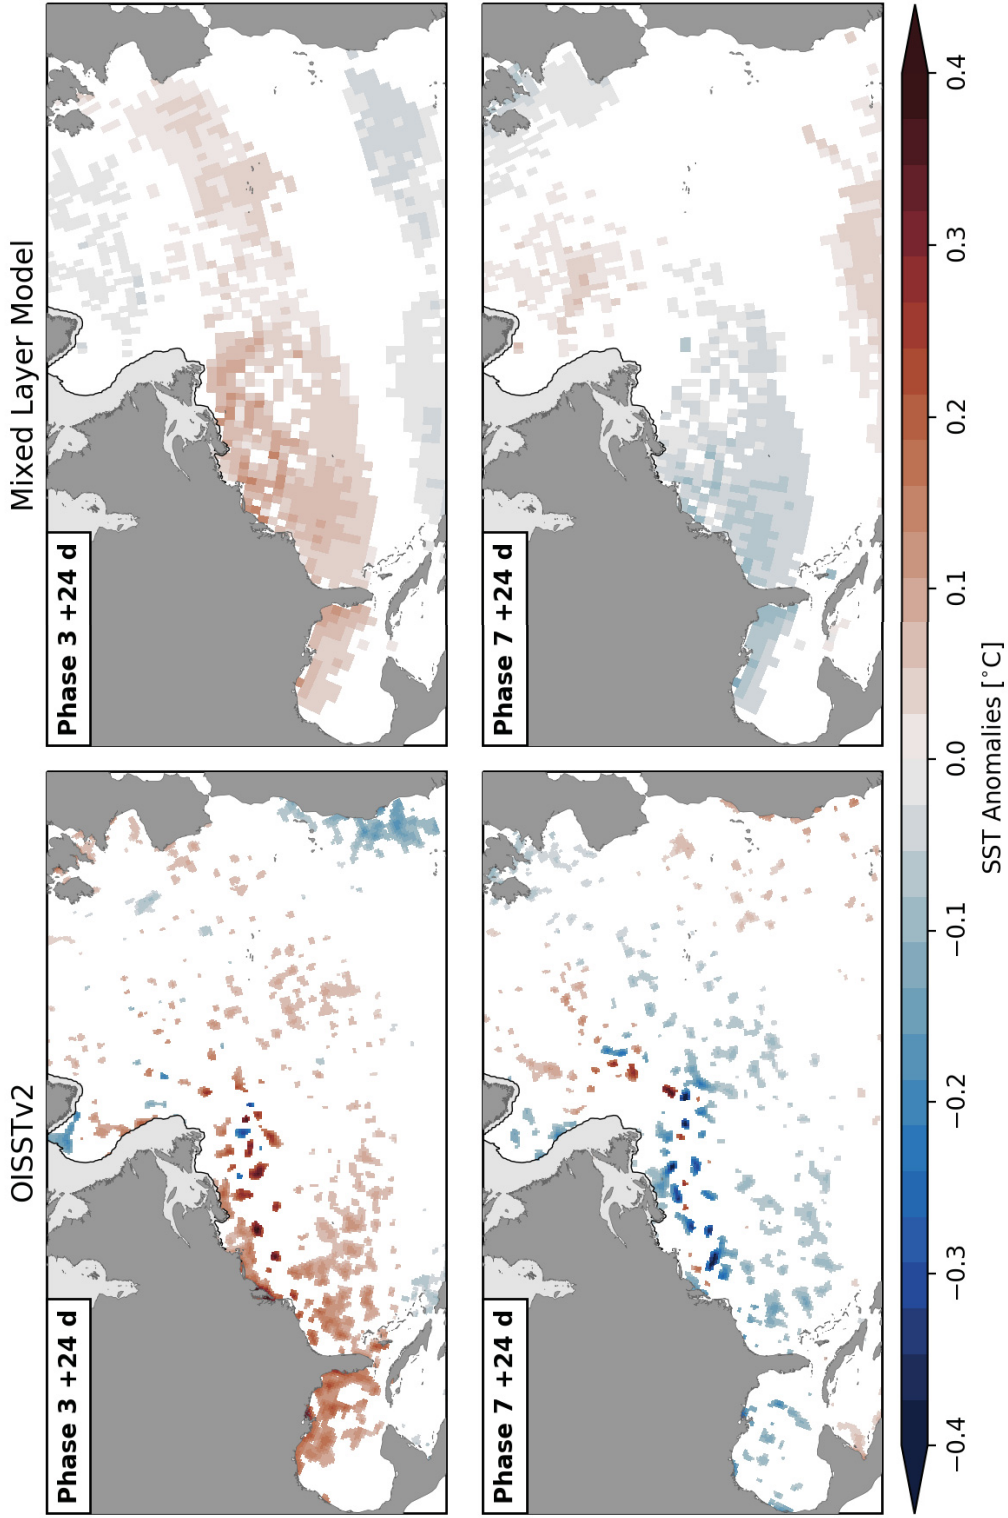 OISSTv2
Mixed Layer Model
Phase 3 +24 d
Phase 3 +24 d
Phase 7 +24 d
Phase 7 +24 d
−0.4 −0.3 −0.2 −0.1 0.0 0.1 0.2 0.3 0.4
SST Anomalies [°C]